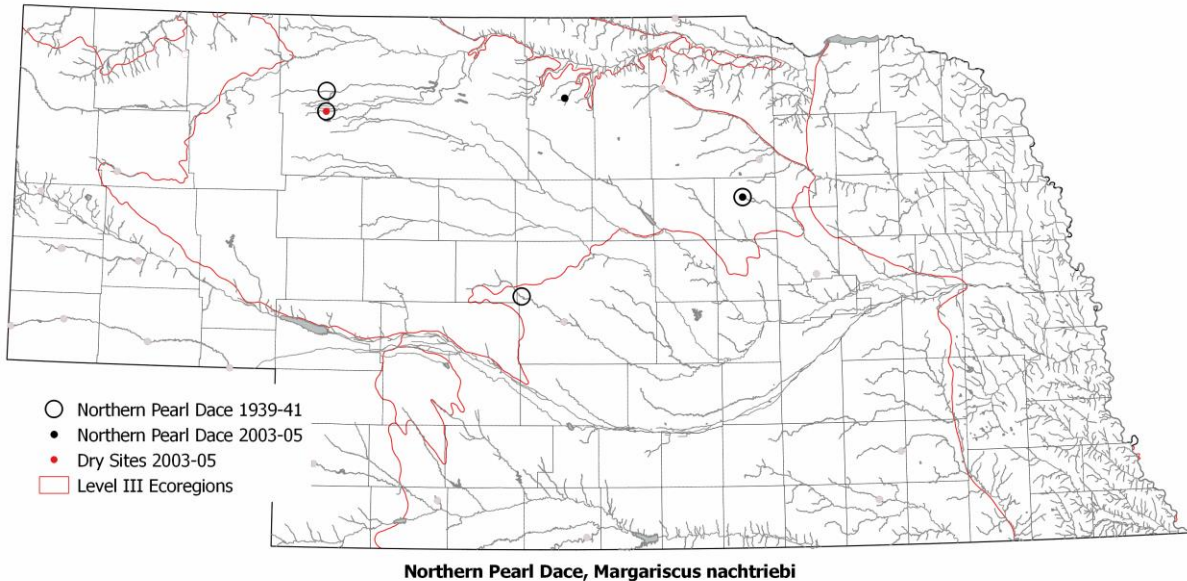 Northern Pearl Dace 1939-41
Northern Pearl Dace 2003-05
Dry Sites 2003-05
Level III Ecoregions
Northern Pearl Dace, Margariscus nachtriebi